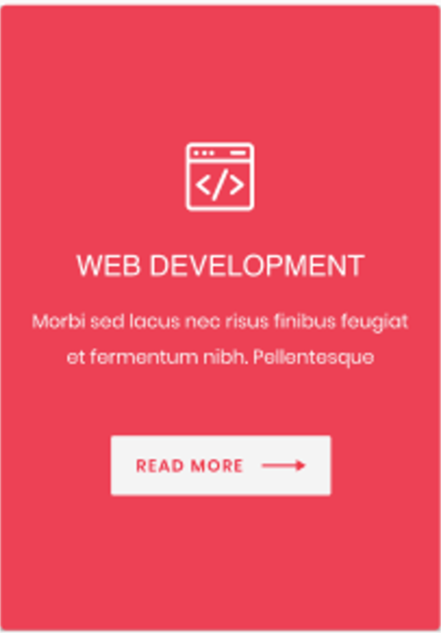 WEB DEVELOPMENT
Morbi sed lacus nec risus finibus feugiat
et fermentum nibh. Pellentesque
READ MORE